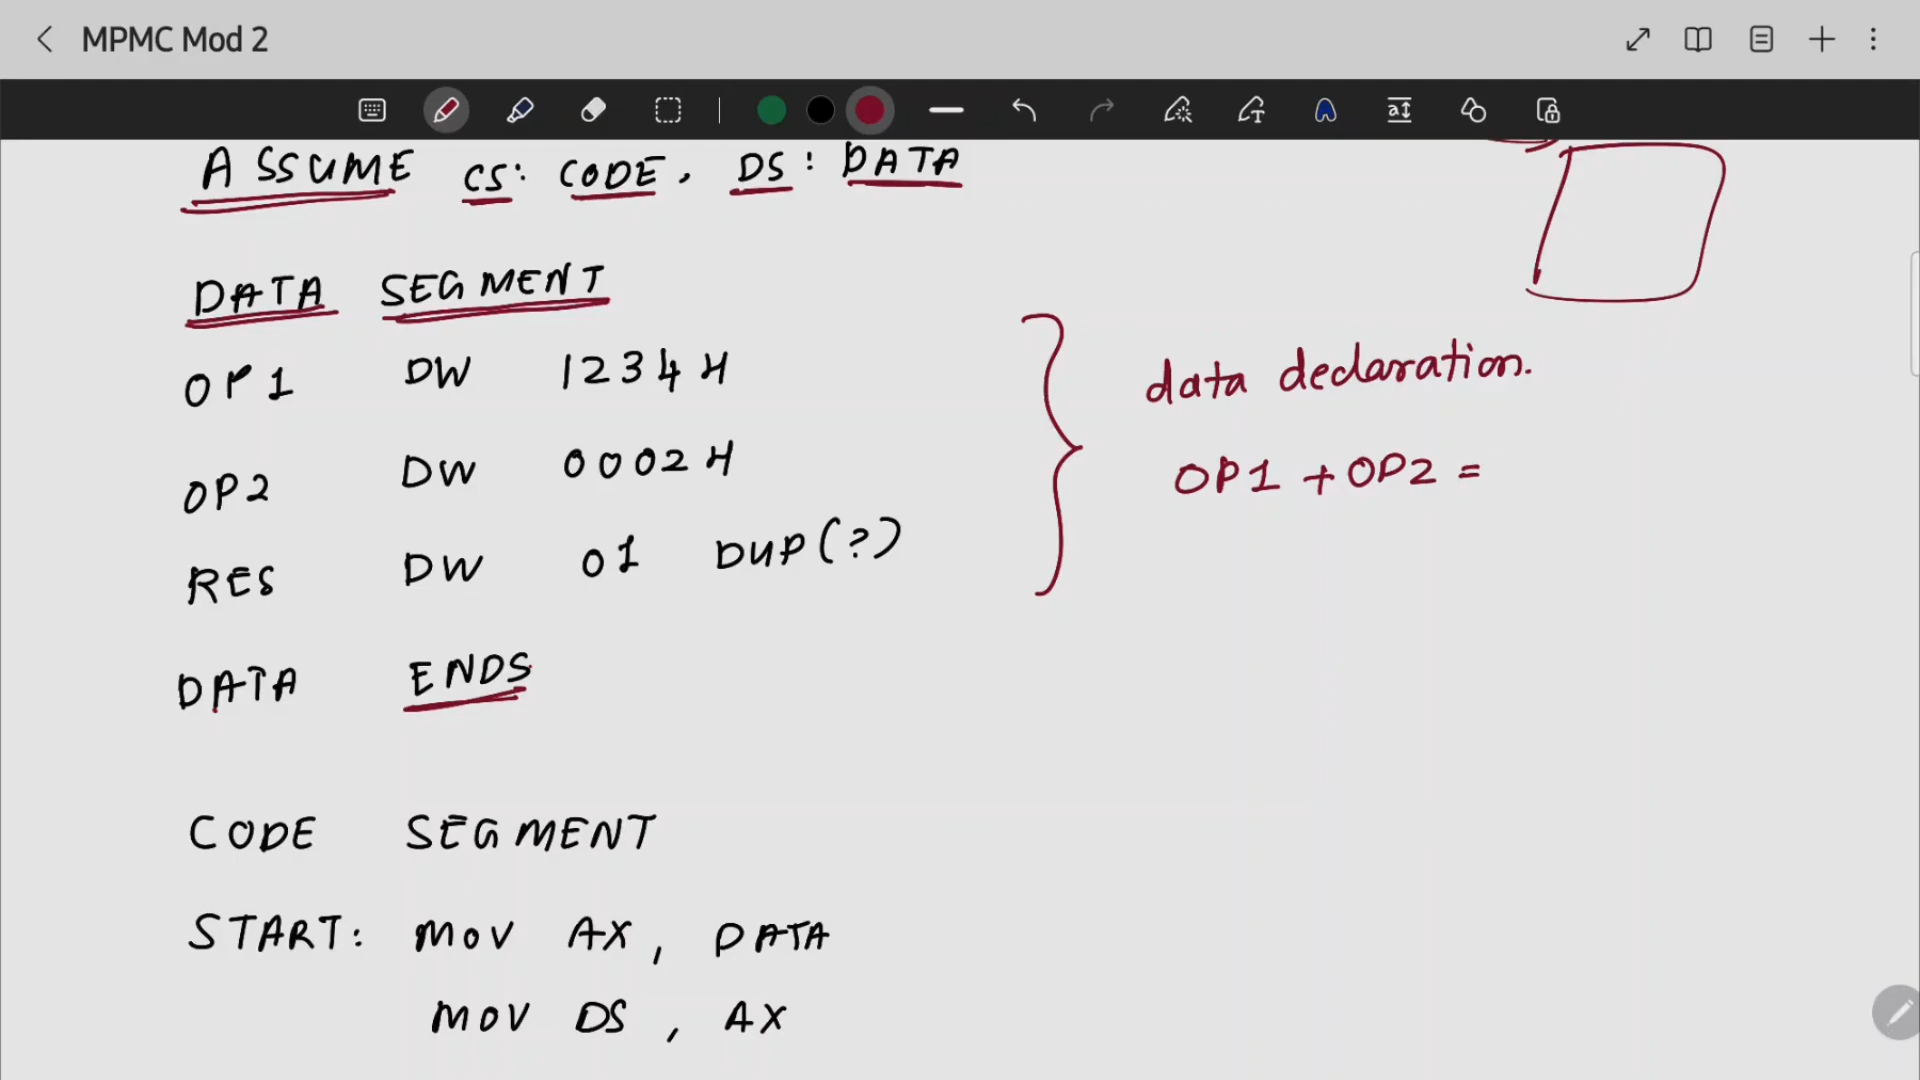 MPMC Mod 2
ASSUME CS: CODE, DS: DATA
DATA SEGMENT
OP1 DW 1234H
OP2 DW 0002H
RES DW 01 DUP(?)
DATA ENDS
data declaration.
OP1 + OP2 =
CODE SEGMENT
START: MOV AX, DATA
MOV DS, AX